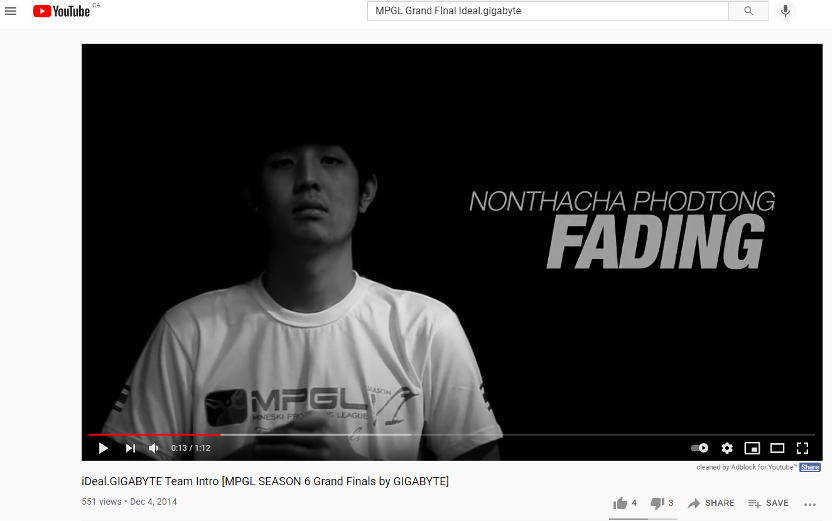 YouTube CA
MPGL Grand FInal Ideal.gigabyte
NONTHACHA PHODTONG
FADING
MPGL
SEASON
VI
MINESKI PRO GAMING LEAGUE
0:13 / 1:12
cleaned by Adblock for Youtube™ Share
iDeal.GIGABYTE Team Intro [MPGL SEASON 6 Grand Finals by GIGABYTE]
551 views • Dec 4, 2014
4 3 SHARE SAVE